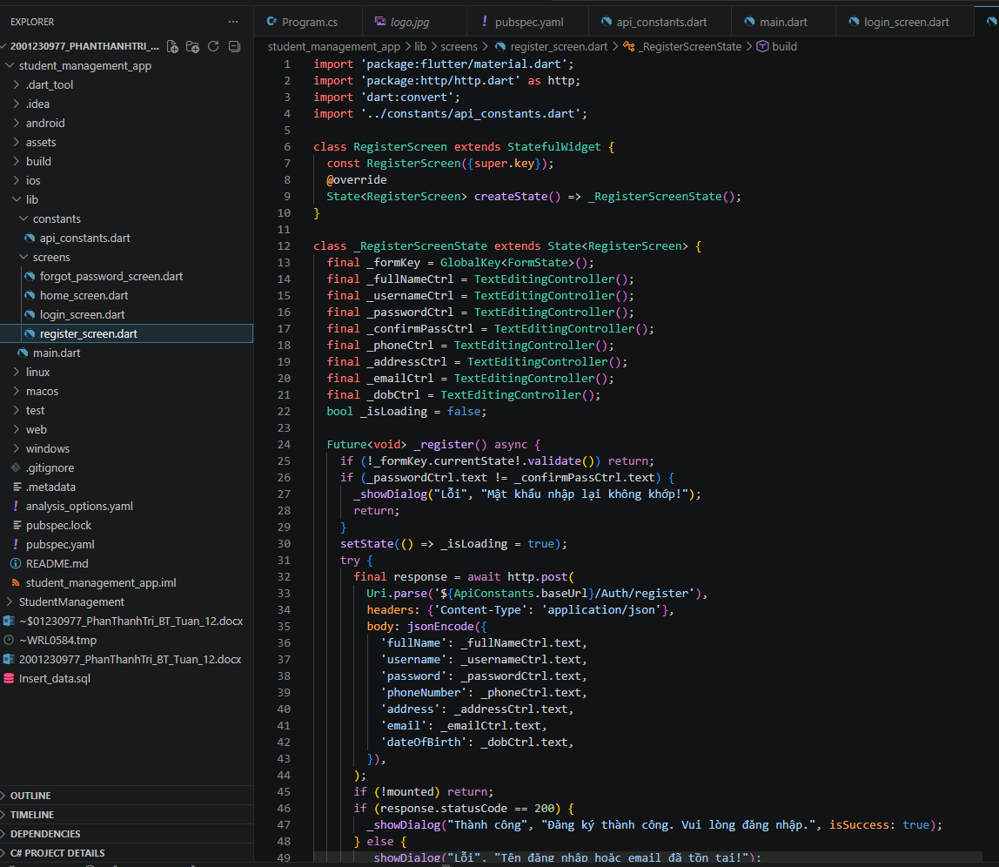 EXPLORER
2001230977_PHANTHANHTRI_...
student_management_app
.dart_tool
.idea
android
assets
build
ios
lib
constants
api_constants.dart
screens
forgot_password_screen.dart
home_screen.dart
login_screen.dart
register_screen.dart
main.dart
linux
macos
test
web
windows
.gitignore
.metadata
analysis_options.yaml
pubspec.lock
pubspec.yaml
README.md
student_management_app.iml
StudentManagement
~$01230977_PhanThanhTri_BT_Tuan_12.docx
~WRL0584.tmp
2001230977_PhanThanhTri_BT_Tuan_12.docx
Insert_data.sql
OUTLINE
TIMELINE
DEPENDENCIES
C# PROJECT DETAILS
Program.cs logo.jpg pubspec.yaml api_constants.dart main.dart login_screen.dart
student_management_app > lib > screens > register_screen.dart > _RegisterScreenState > build
1 import 'package:flutter/material.dart';
2 import 'package:http/http.dart' as http;
3 import 'dart:convert';
4 import '../constants/api_constants.dart';
5
6 class RegisterScreen extends StatefulWidget {
7 const RegisterScreen({super.key});
8 @override
9 State<RegisterScreen> createState() => _RegisterScreenState();
10 }
11
12 class _RegisterScreenState extends State<RegisterScreen> {
13 final _formKey = GlobalKey<FormState>();
14 final _fullNameCtrl = TextEditingController();
15 final _usernameCtrl = TextEditingController();
16 final _passwordCtrl = TextEditingController();
17 final _confirmPassCtrl = TextEditingController();
18 final _phoneCtrl = TextEditingController();
19 final _addressCtrl = TextEditingController();
20 final _emailCtrl = TextEditingController();
21 final _dobCtrl = TextEditingController();
22 bool _isLoading = false;
23
24 Future<void> _register() async {
25 if (!_formKey.currentState!.validate()) return;
26 if (_passwordCtrl.text != _confirmPassCtrl.text) {
27 _showDialog("Lỗi", "Mật khẩu nhập lại không khớp!");
28 return;
29 }
30 setState(() => _isLoading = true);
31 try {
32 final response = await http.post(
33 Uri.parse('${ApiConstants.baseUrl}/Auth/register'),
34 headers: {'Content-Type': 'application/json'},
35 body: jsonEncode({
36 'fullName': _fullNameCtrl.text,
37 'username': _usernameCtrl.text,
38 'password': _passwordCtrl.text,
39 'phoneNumber': _phoneCtrl.text,
40 'address': _addressCtrl.text,
41 'email': _emailCtrl.text,
42 'dateOfBirth': _dobCtrl.text,
43 }),
44 );
45 if (!mounted) return;
46 if (response.statusCode == 200) {
47 _showDialog("Thành công", "Đăng ký thành công. Vui lòng đăng nhập.", isSuccess: true);
48 } else {
49 _showDialog("Lỗi", "Tên đăng nhập hoặc email đã tồn tại!");